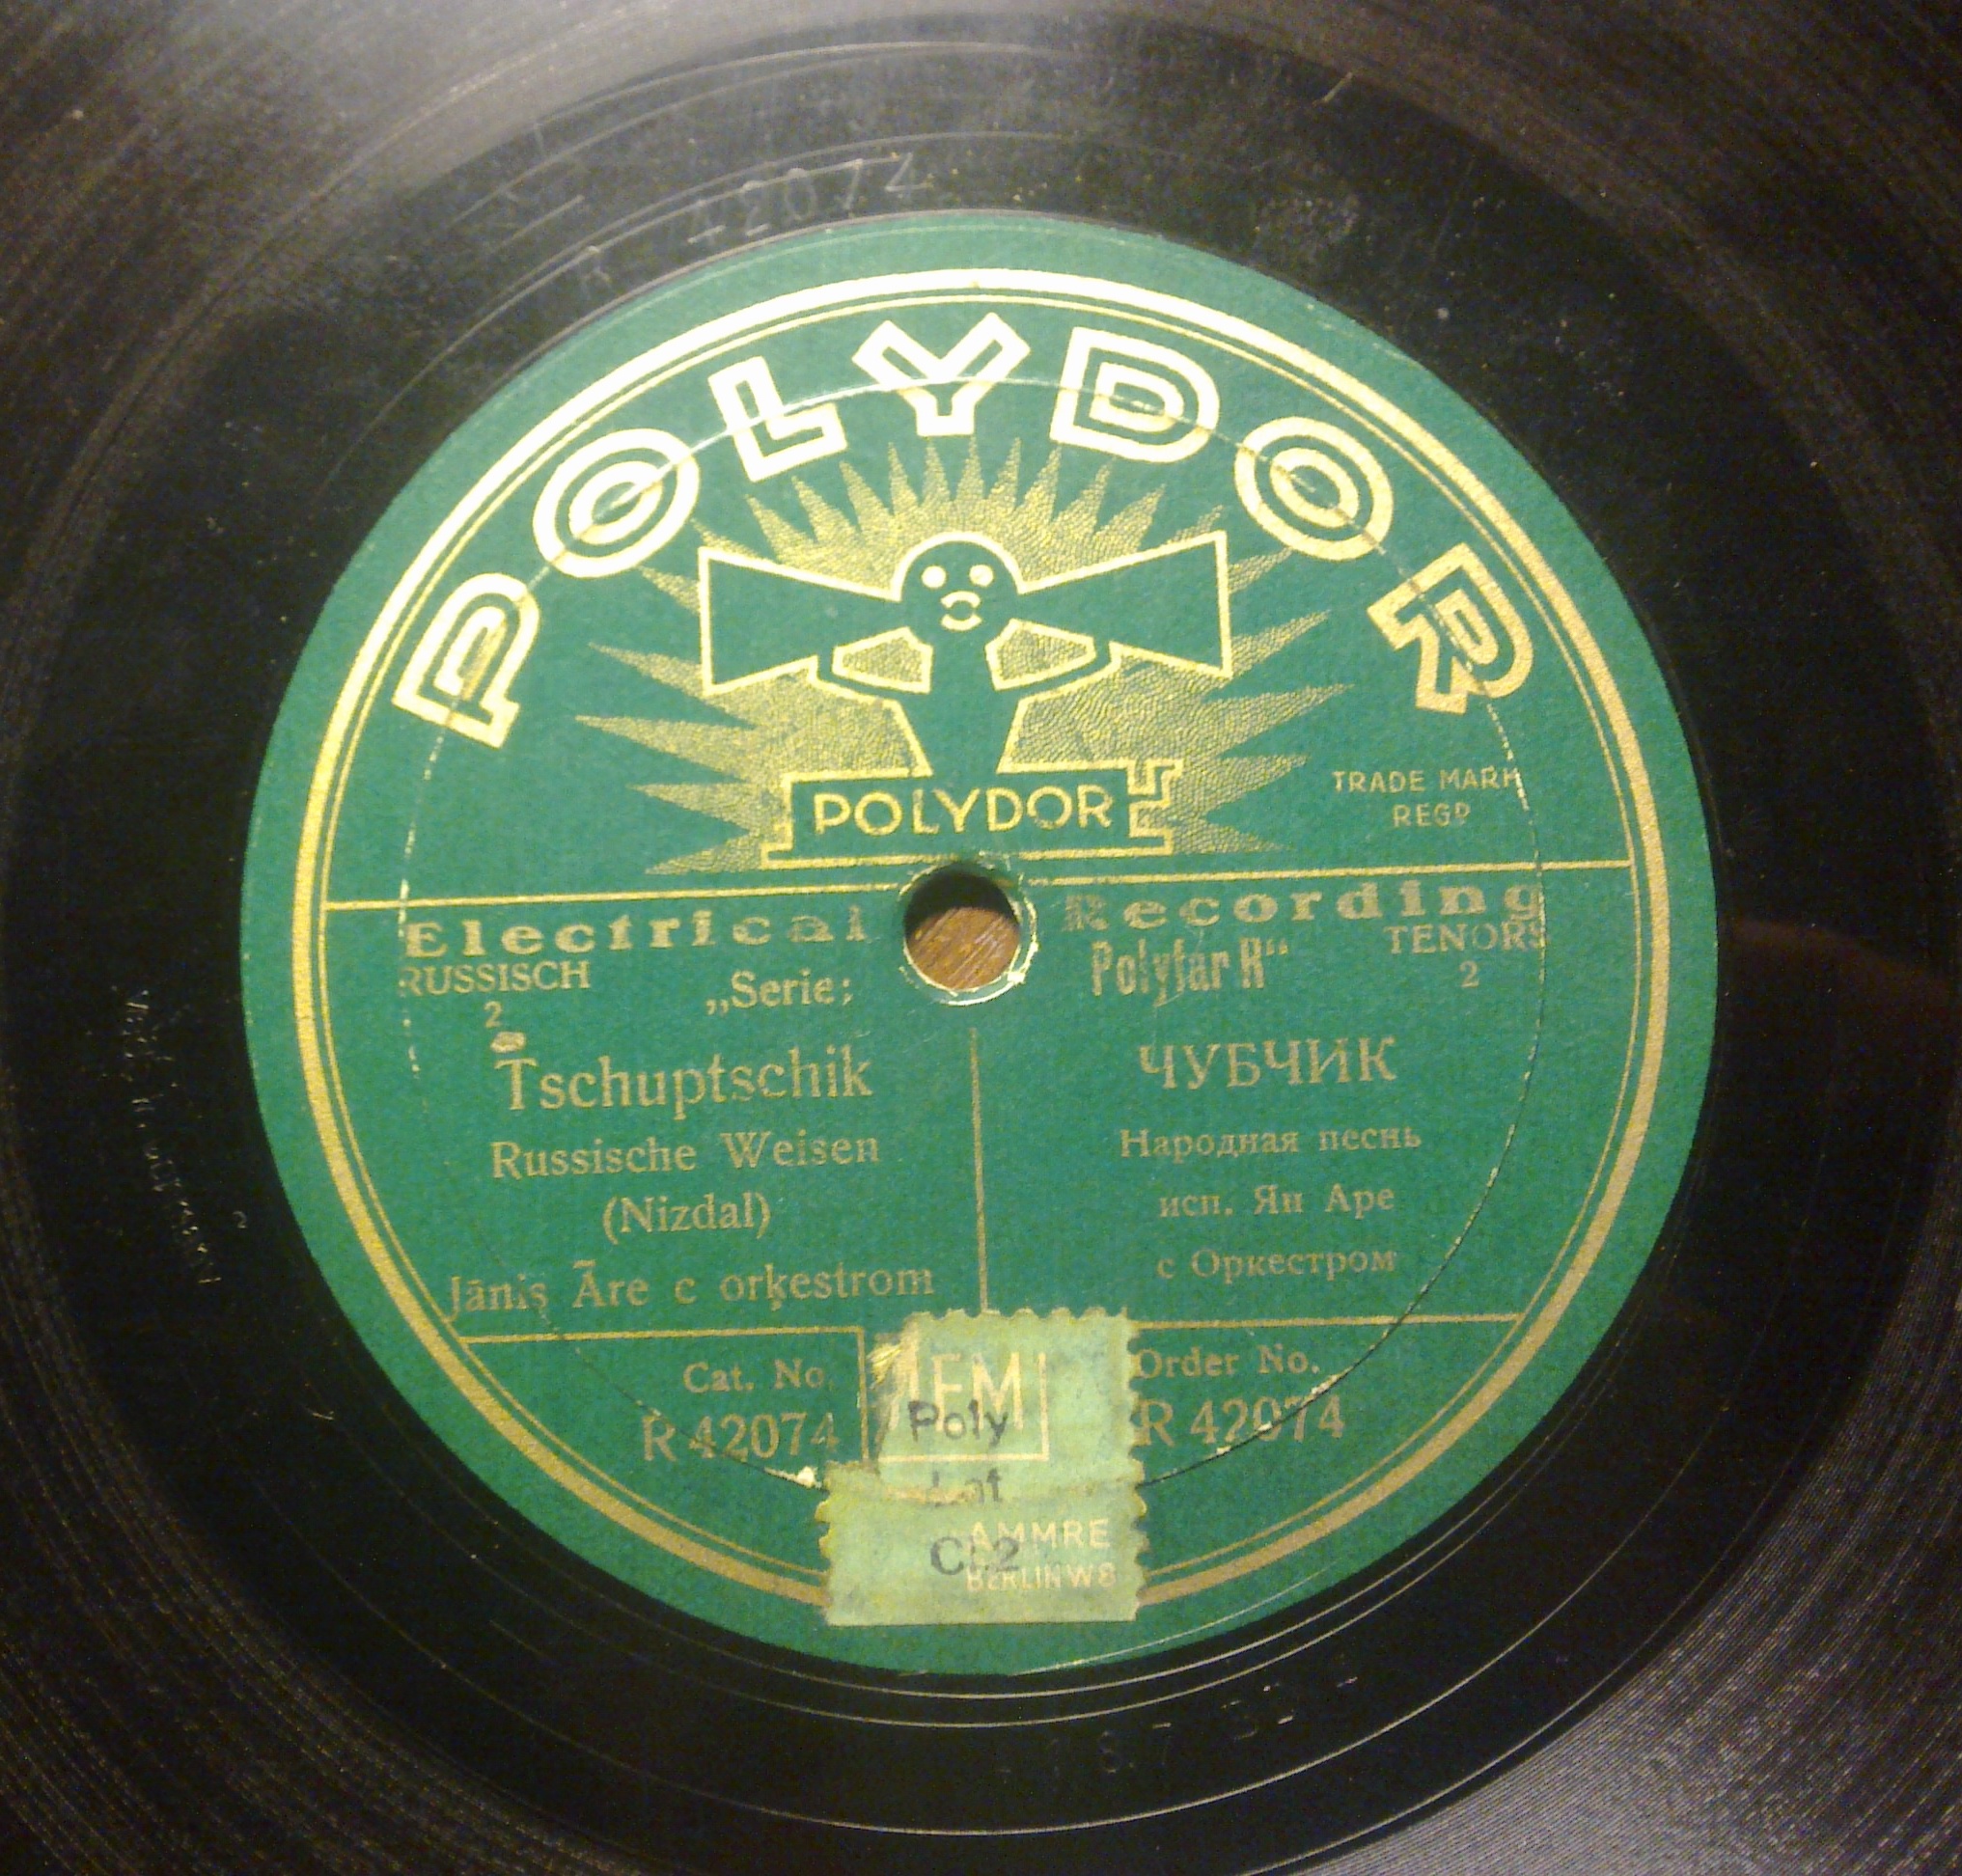 R 42074
POLYDOR
POLYDOR
TRADE MARK
REGD
Electrical Recording
RUSSISCH
2
„Serie; Polyfar R“
TENORS
2
Tschuptschik
Russische Weisen
(Nizdal)
Jānis Āre c orķestrom
ЧУБЧИК
Народная песнь
исп. Ян Аре
с Оркестром
Cat. No.
R 42074
Order No.
R 42074
Poly
Lat
AMMRE
BERLIN W8